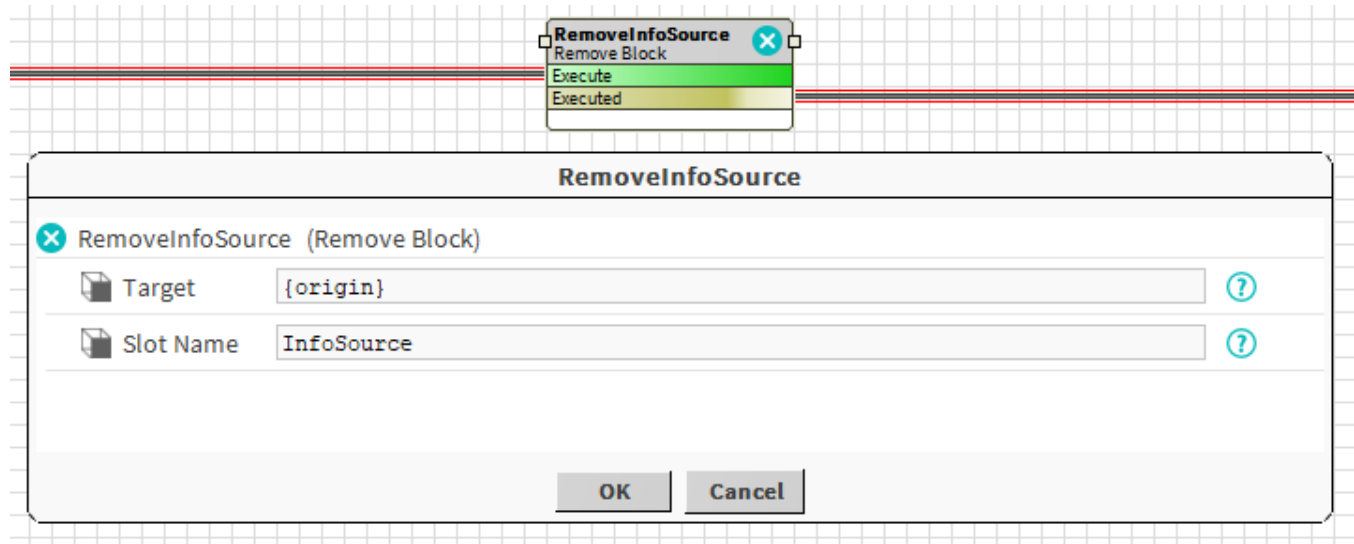 RemoveInfoSource
Remove Block
Execute
Executed
RemoveInfoSource
RemoveInfoSource (Remove Block)
Target {origin} ?
Slot Name InfoSource ?
OK Cancel